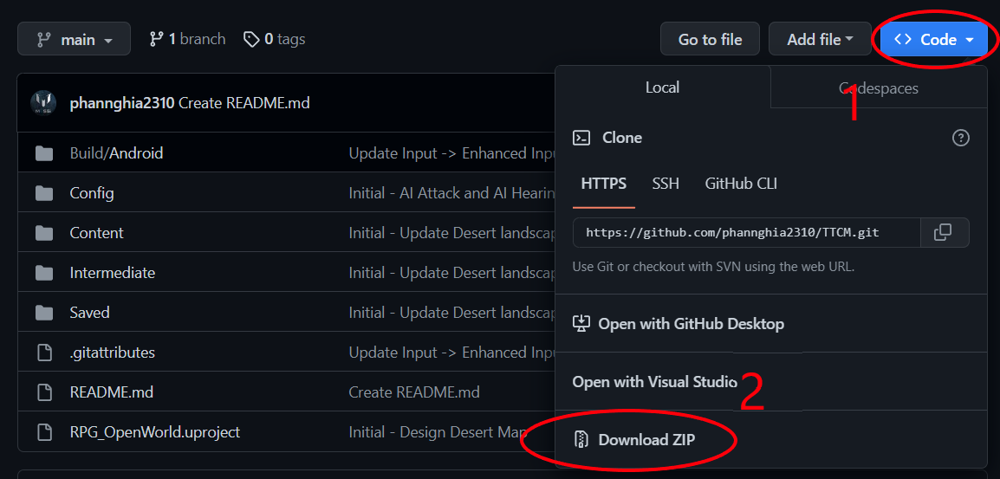 main 1 branch 0 tags Go to file Add file <> Code
1
Local Codespaces
phannghia2310 Create README.md
Clone
Build/Android Update Input -> Enhanced Inpu
HTTPS SSH GitHub CLI
Config Initial - AI Attack and AI Hearin
https://github.com/phannghia2310/TTCM.git
Content Initial - Update Desert landscap
Use Git or checkout with SVN using the web URL.
Intermediate Initial - Update Desert landscap
Saved Initial - Update Desert landscap
Open with GitHub Desktop
.gitattributes Update Input -> Enhanced Inpu
Open with Visual Studio
2
README.md Create README.md
RPG_OpenWorld.uproject Initial - Design Desert Map
Download ZIP